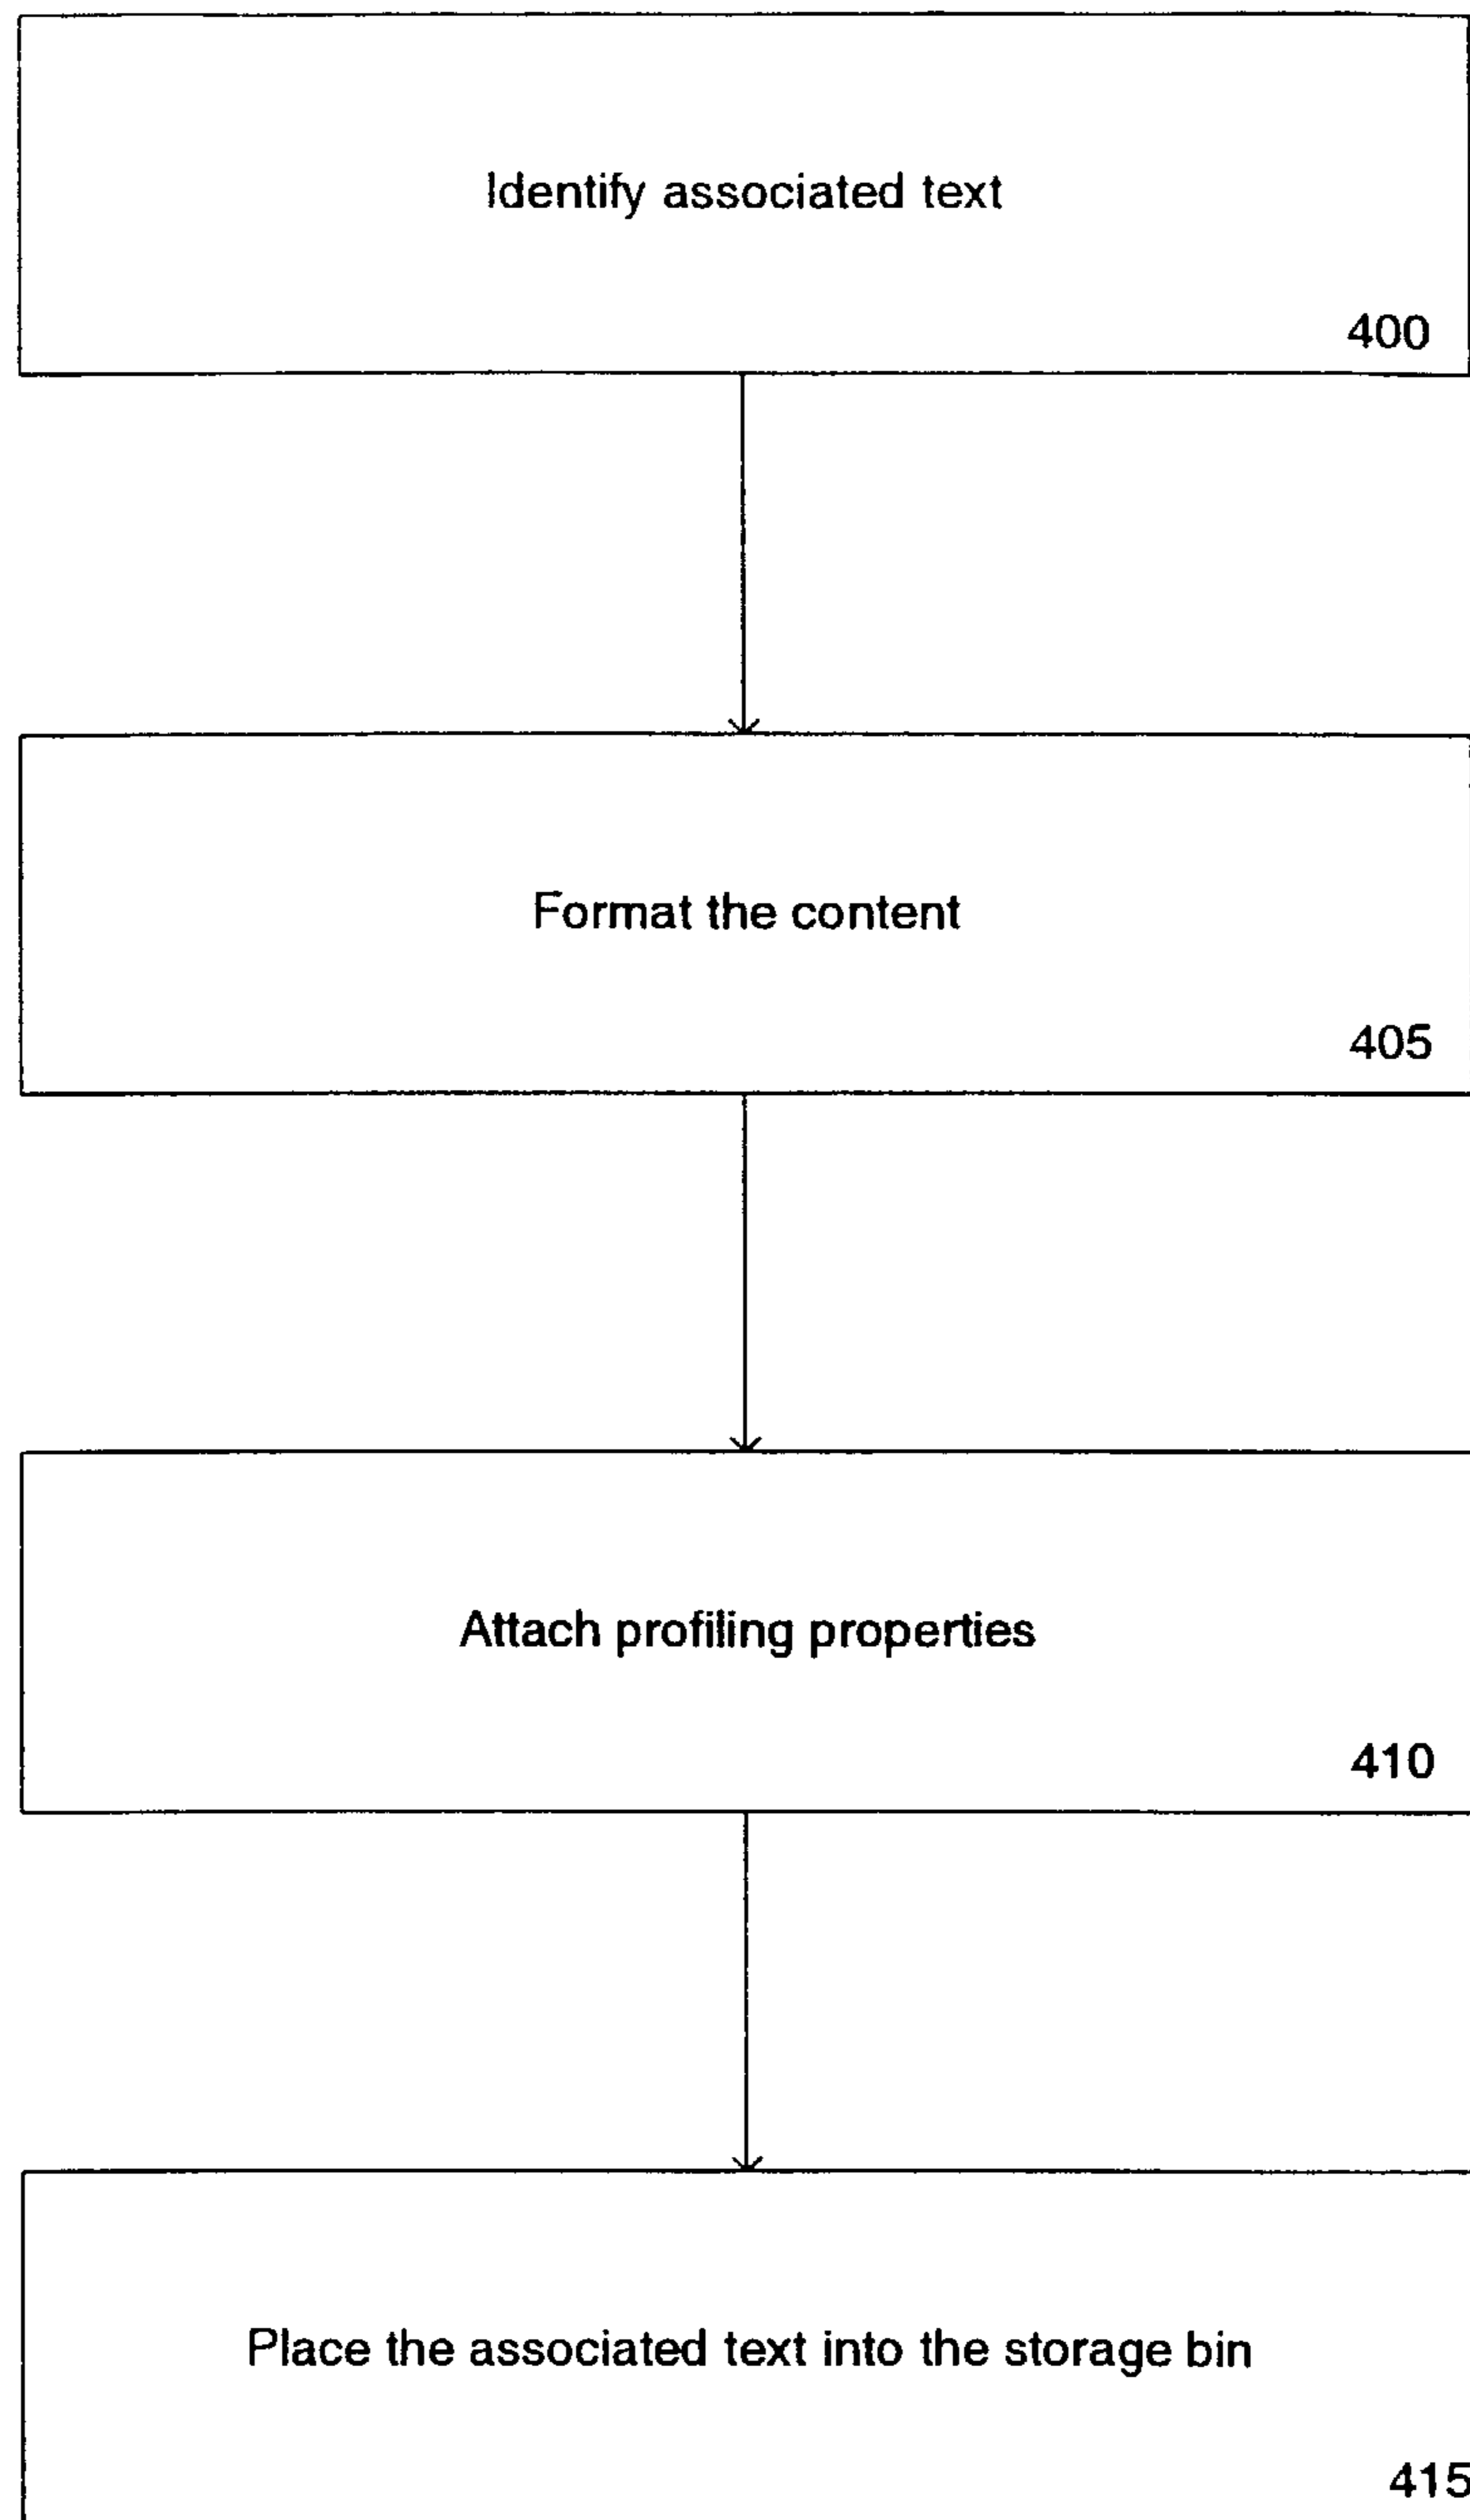 Identify associated text
400
Format the content
405
Attach profiling properties
410
Place the associated text into the storage bin
415